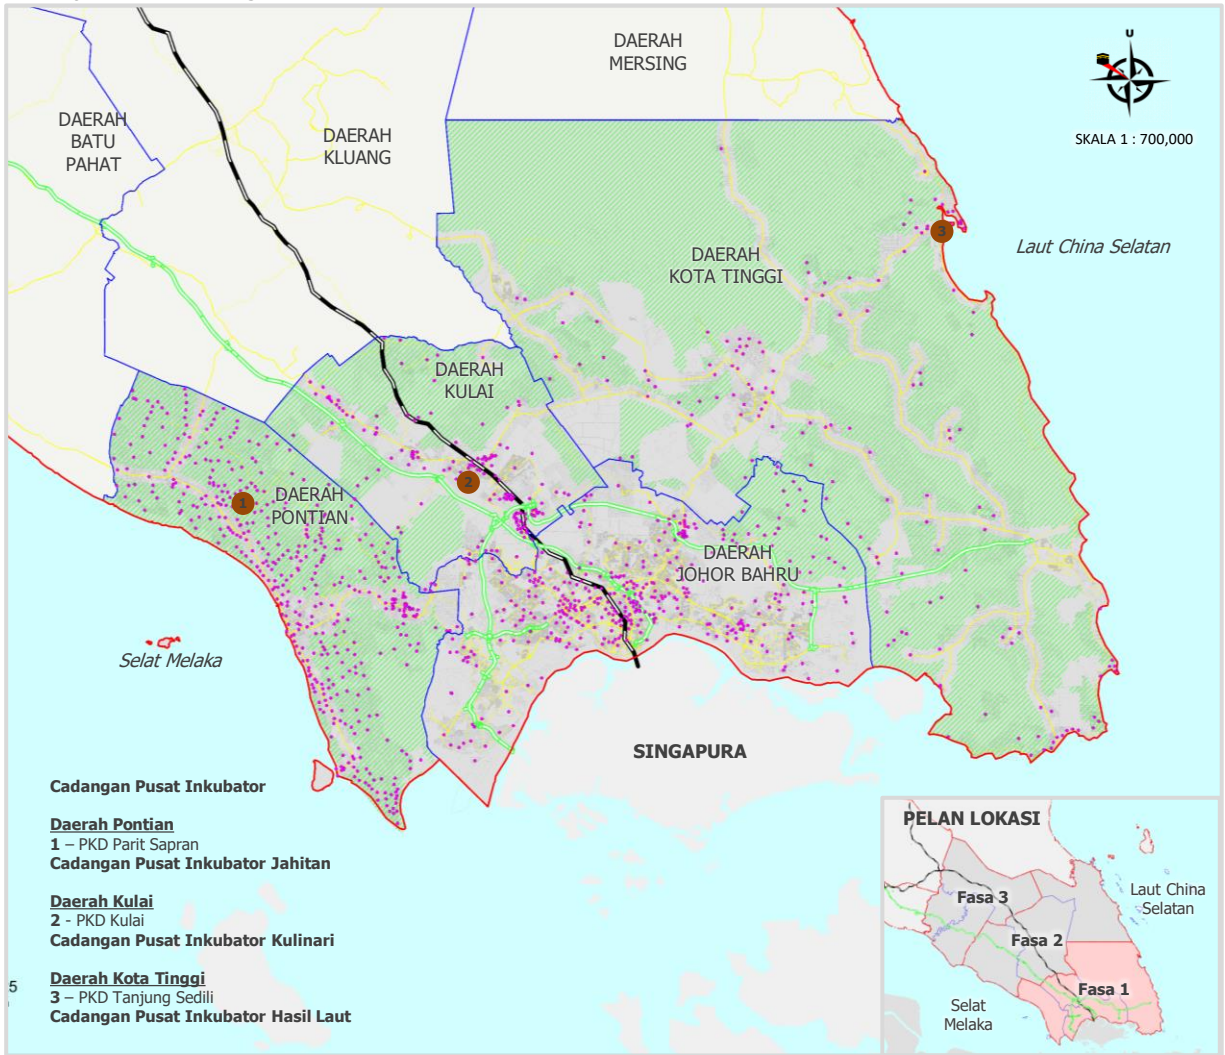 U
SKALA 1 : 700,000
DAERAH
MERSING
DAERAH
BATU
PAHAT
DAERAH
KLUANG
DAERAH
KOTA TINGGI
3
Laut China Selatan
DAERAH
KULAI
2
1
DAERAH
PONTIAN
DAERAH
JOHOR BAHRU
Selat Melaka
SINGAPURA
Cadangan Pusat Inkubator
Daerah Pontian
1 – PKD Parit Sapran
Cadangan Pusat Inkubator Jahitan
Daerah Kulai
2 - PKD Kulai
Cadangan Pusat Inkubator Kulinari
5
Daerah Kota Tinggi
3 – PKD Tanjung Sedili
Cadangan Pusat Inkubator Hasil Laut
PELAN LOKASI
Laut China
Selatan
Fasa 3
Fasa 2
Fasa 1
Selat
Melaka